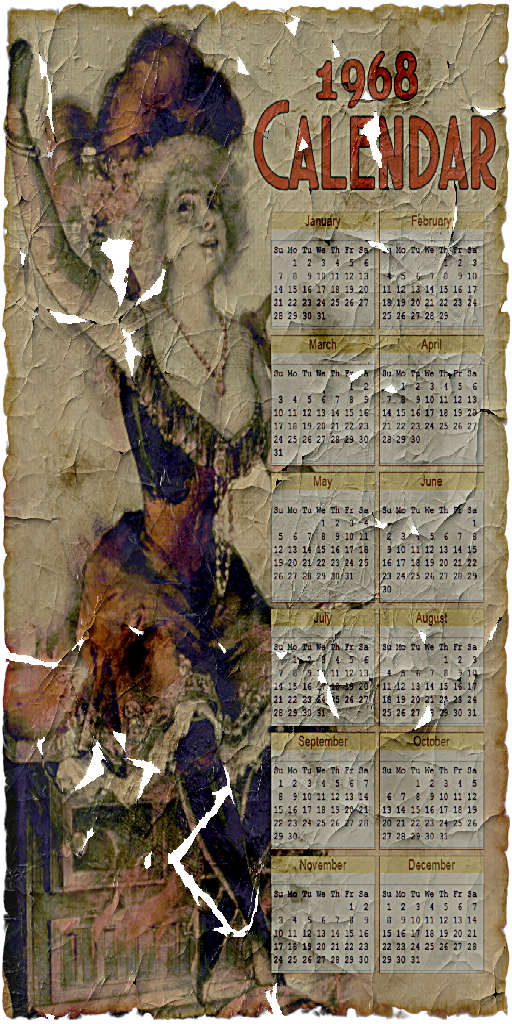 1968
CALENDAR
January
Su Mo Tu We Th Fr Sa
1 2 3 4 5 6
7 8 9 10 11 12 13
14 15 16 17 18 19 20
21 22 23 24 25 26 27
28 29 30 31
February
Su Mo Tu We Th Fr Sa
1 2 3
4 5 6 7 8 9 10
11 12 13 14 15 16 17
18 19 20 21 22 23 24
25 26 27 28 29
March
Su Mo Tu We Th Fr Sa
1 2
3 4 5 6 7 8 9
10 11 12 13 14 15 16
17 18 19 20 21 22 23
24 25 26 27 28 29 30
31
April
Su Mo Tu We Th Fr Sa
1 2 3 4 5 6
7 8 9 10 11 12 13
14 15 16 17 18 19 20
21 22 23 24 25 26 27
28 29 30
May
Su Mo Tu We Th Fr Sa
1 2 3 4
5 6 7 8 9 10 11
12 13 14 15 16 17 18
19 20 21 22 23 24 25
26 27 28 29 30 31
June
Su Mo Tu We Th Fr Sa
1
2 3 4 5 6 7 8
9 10 11 12 13 14 15
16 17 18 19 20 21 22
23 24 25 26 27 28 29
30
July
Su Mo Tu We Th Fr Sa
2 3 4 5 6
9 10 11 12 13
14 15 16 17 18 19 20
21 22 23 24 25 26 27
28 29 30 31
August
Su Mo Tu We Th Fr Sa
1 2 3
4 5 6 7 8 9 10
11 12 13 14 15 16 17
18 19 20 21 22 23 24
25 26 27 28 29 30 31
September
Su Mo Tu We Th Fr Sa
1 2 3 4 5 6 7
8 9 10 11 12 13 14
15 16 17 18 19 20 21
22 23 24 25 26 27 28
29 30
October
Su Mo Tu We Th Fr Sa
1 2 3 4 5
6 7 8 9 10 11 12
13 14 15 16 17 18 19
20 21 22 23 24 25 26
27 28 29 30 31
November
Su Mo Tu We Th Fr Sa
1 2
3 4 5 6 7 8 9
10 11 12 13 14 15 16
17 18 19 20 21 22 23
24 25 26 27 28 29 30
December
Su Mo Tu We Th Fr Sa
1 2 3 4 5 6 7
8 9 10 11 12 13 14
15 16 17 18 19 20 21
22 23 24 25 26 27 28
29 30 31